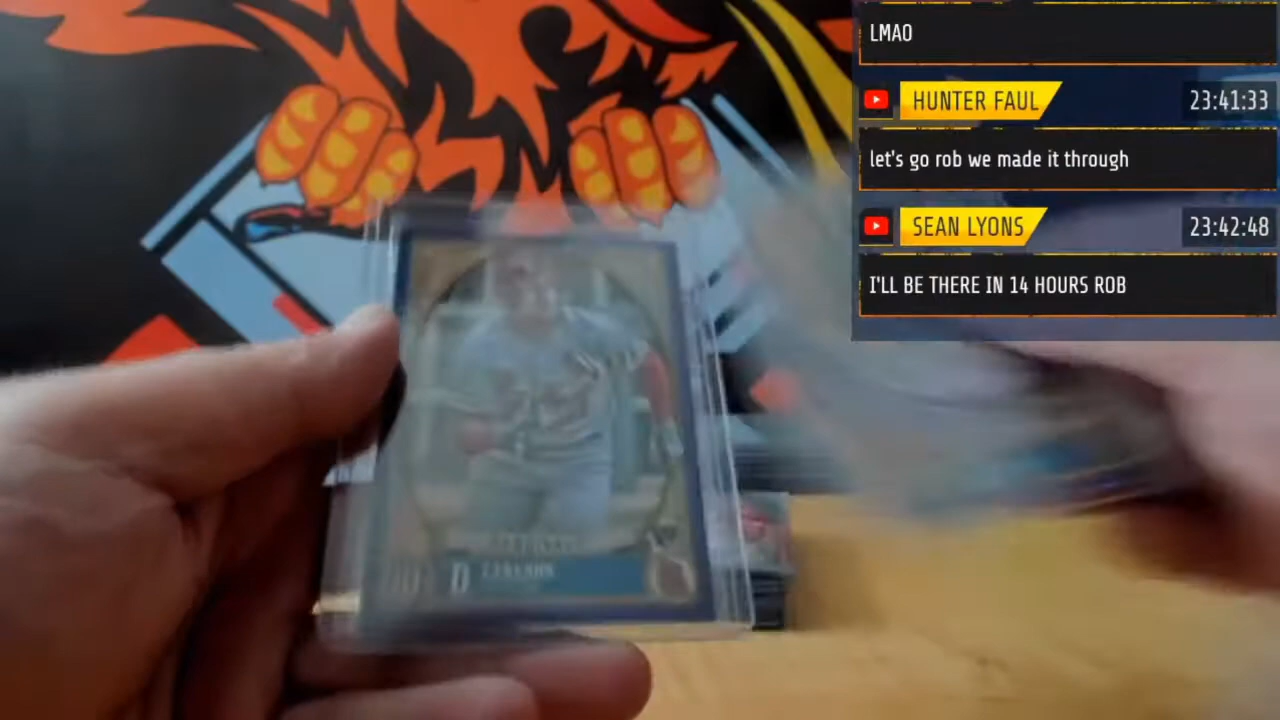 LMAO
HUNTER FAUL
23:41:33
let's go rob we made it through
SEAN LYONS
23:42:48
I'LL BE THERE IN 14 HOURS ROB